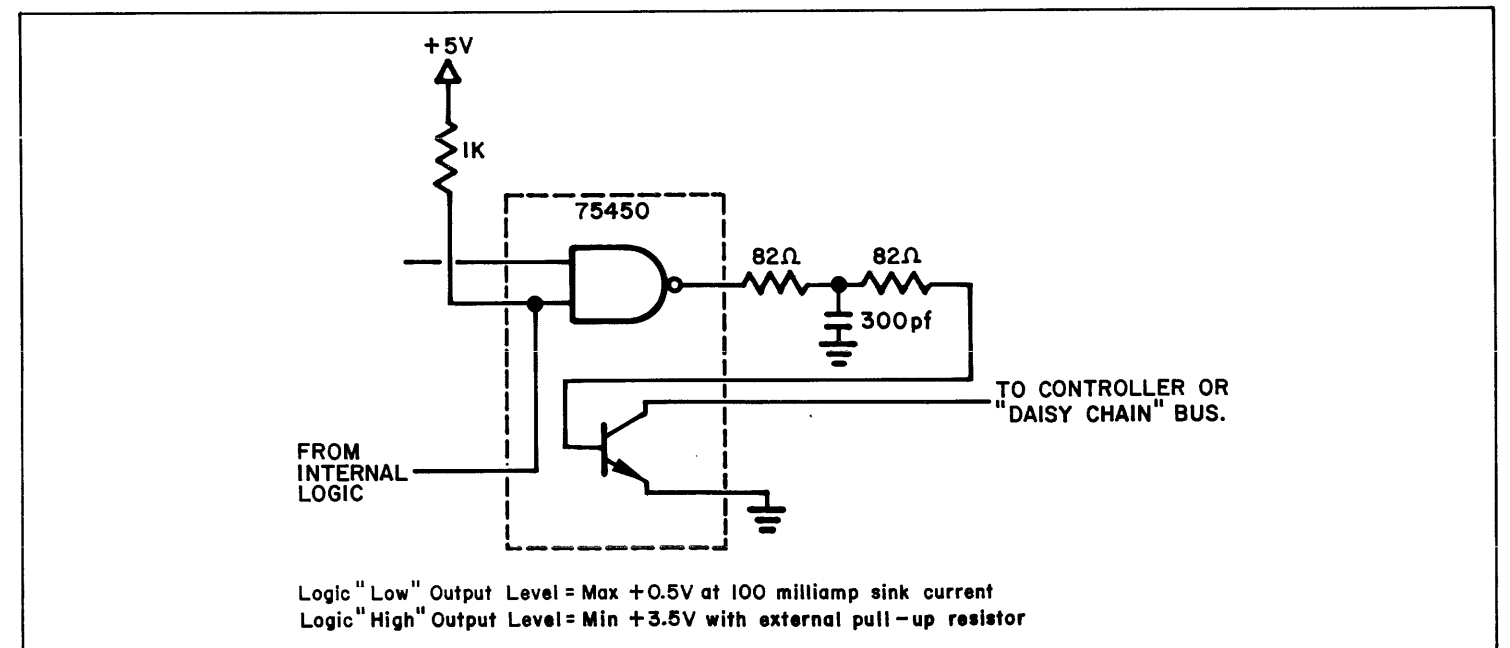 +5V
1K
75450
82Ω
82Ω
300pf
TO CONTROLLER OR
"DAISY CHAIN" BUS.
FROM
INTERNAL
LOGIC
Logic "Low" Output Level = Max +0.5V at 100 milliamp sink current
Logic "High" Output Level = Min +3.5V with external pull-up resistor